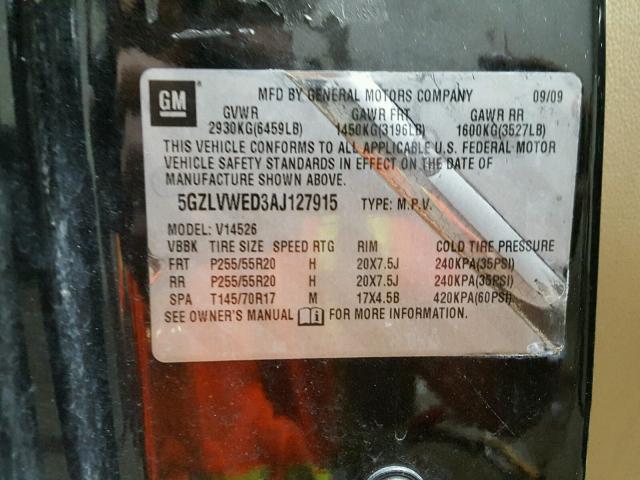 GM
MFD BY GENERAL MOTORS COMPANY 09/09
GVWR GAWR FRT GAWR RR
2930KG(6459LB) 1450KG(3196LB) 1600KG(3527LB)
THIS VEHICLE CONFORMS TO ALL APPLICABLE U.S. FEDERAL MOTOR
VEHICLE SAFETY STANDARDS IN EFFECT ON THE DATE OF
MANUFACTURE SHOWN ABOVE.
5GZLVWED3AJ127915 TYPE: M.P.V.
MODEL: V14526
VBBK TIRE SIZE SPEED RTG RIM COLD TIRE PRESSURE
FRT P255/55R20 H 20X7.5J 240KPA(35PSI)
RR P255/55R20 H 20X7.5J 240KPA(35PSI)
SPA T145/70R17 M 17X4.5B 420KPA(60PSI)
SEE OWNER'S MANUAL FOR MORE INFORMATION.